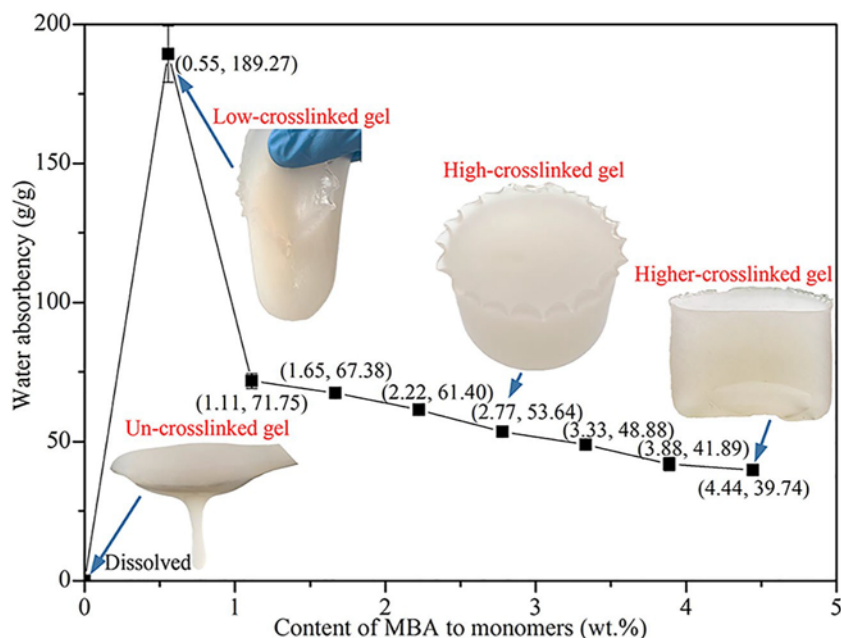 200
(0.55, 189.27)
Low-crosslinked gel
150
High-crosslinked gel
Water absorbency (g/g)
Higher-crosslinked gel
100
(1.65, 67.38)
(2.22, 61.40)
(1.11, 71.75)
(2.77, 53.64)
(3.33, 48.88)
Un-crosslinked gel
50
(3.88, 41.89)
(4.44, 39.74)
Dissolved
0
0 1 2 3 4 5
Content of MBA to monomers (wt.%)